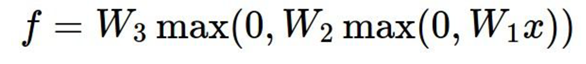 f = W₃ max(0, W₂ max(0, W₁x))